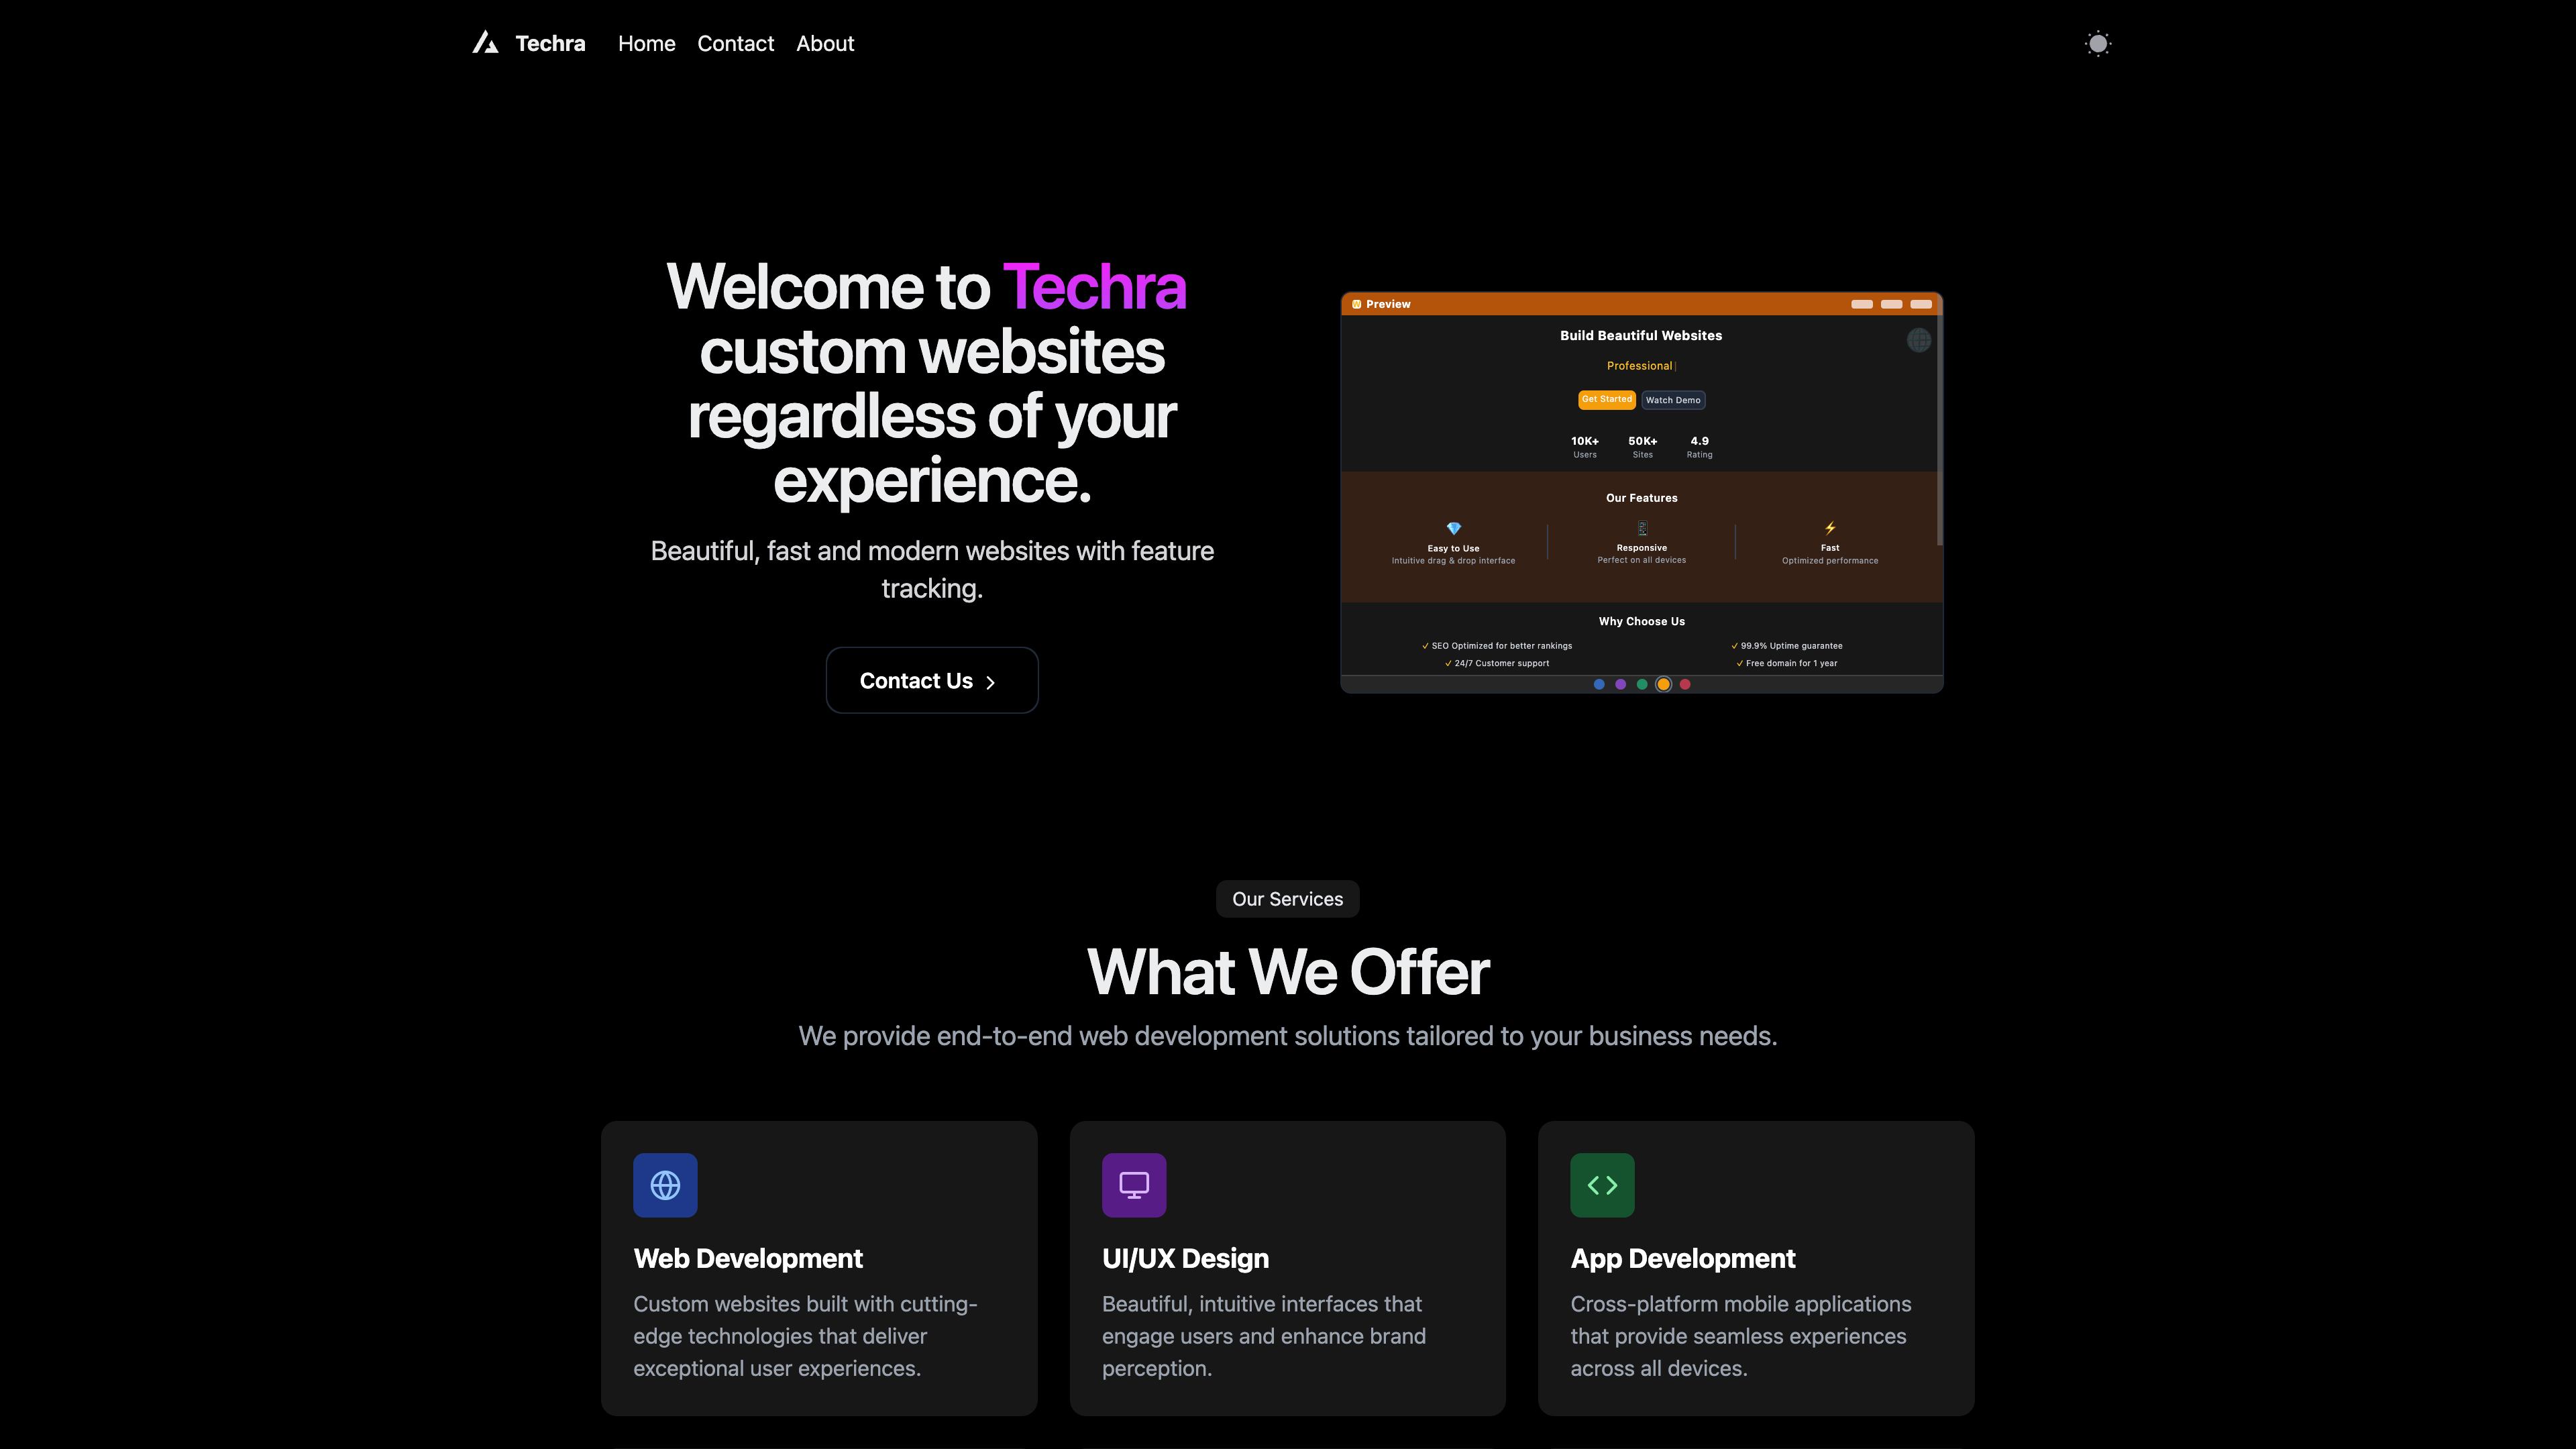 Techra
Home
Contact
About
Welcome to Techra
custom websites
regardless of your
experience.
Beautiful, fast and modern websites with feature
tracking.
Contact Us
Preview
Build Beautiful Websites
Professional
Get Started
Watch Demo
10K+
Users
50K+
Sites
4.9
Rating
Our Features
Easy to Use
Intuitive drag & drop interface
Responsive
Perfect on all devices
Fast
Optimized performance
Why Choose Us
✓ SEO Optimized for better rankings
✓ 99.9% Uptime guarantee
✓ 24/7 Customer support
✓ Free domain for 1 year
Our Services
What We Offer
We provide end-to-end web development solutions tailored to your business needs.
Web Development
Custom websites built with cutting-
edge technologies that deliver
exceptional user experiences.
UI/UX Design
Beautiful, intuitive interfaces that
engage users and enhance brand
perception.
App Development
Cross-platform mobile applications
that provide seamless experiences
across all devices.